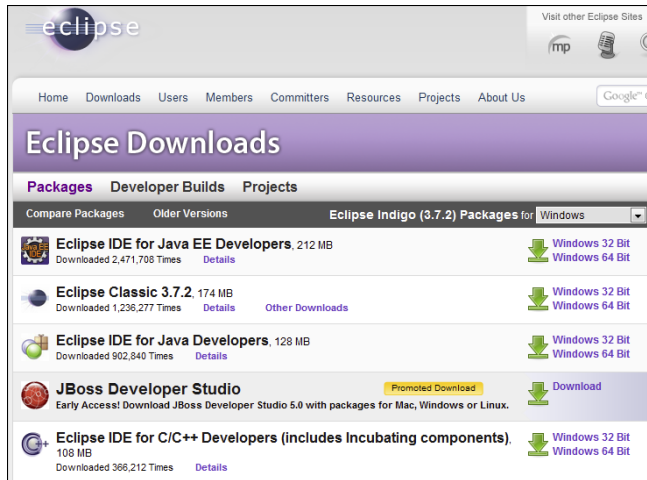 Visit other Eclipse Sites
eclipse
mp
Home Downloads Users Members Committers Resources Projects About Us Google™
Eclipse Downloads
Packages Developer Builds Projects
Compare Packages Older Versions Eclipse Indigo (3.7.2) Packages for Windows
Eclipse IDE for Java EE Developers, 212 MB Windows 32 Bit
Downloaded 2,471,708 Times Details Windows 64 Bit
Eclipse Classic 3.7.2, 174 MB Windows 32 Bit
Downloaded 1,236,277 Times Details Other Downloads Windows 64 Bit
Eclipse IDE for Java Developers, 128 MB Windows 32 Bit
Downloaded 902,840 Times Details Windows 64 Bit
JBoss Developer Studio Promoted Download Download
Early Access! Download JBoss Developer Studio 5.0 with packages for Mac, Windows or Linux.
Eclipse IDE for C/C++ Developers (includes Incubating components), Windows 32 Bit
108 MB Windows 64 Bit
Downloaded 366,212 Times Details